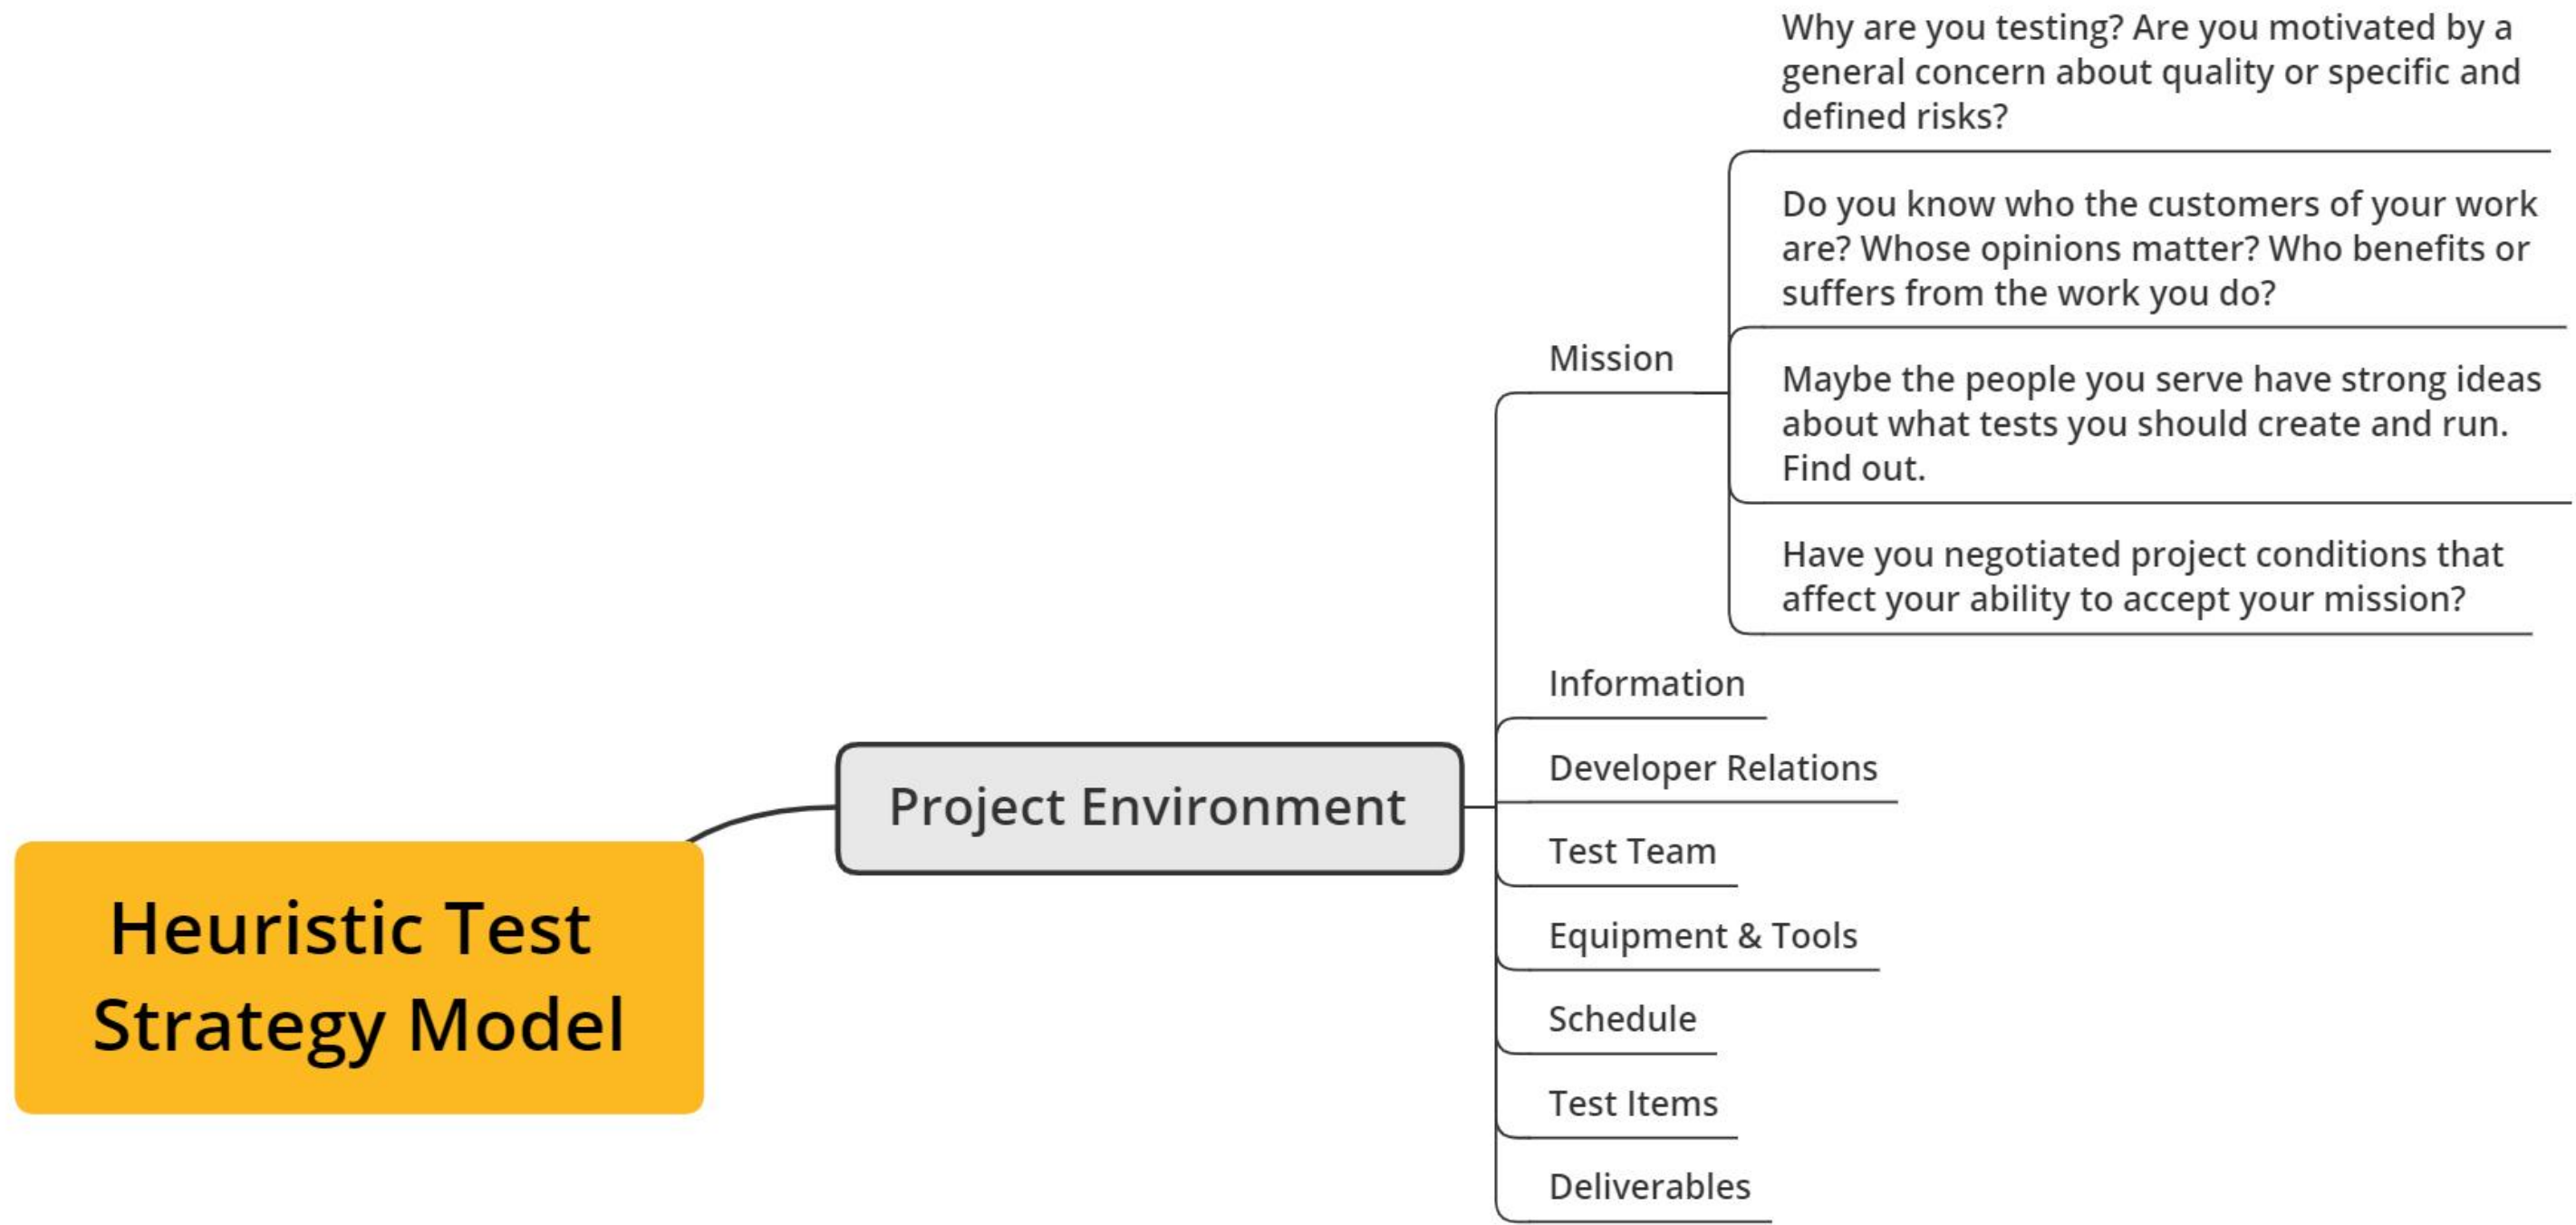 Heuristic Test
Strategy Model
Project Environment
Mission
Why are you testing? Are you motivated by a
general concern about quality or specific and
defined risks?
Do you know who the customers of your work
are? Whose opinions matter? Who benefits or
suffers from the work you do?
Maybe the people you serve have strong ideas
about what tests you should create and run.
Find out.
Have you negotiated project conditions that
affect your ability to accept your mission?
Information
Developer Relations
Test Team
Equipment & Tools
Schedule
Test Items
Deliverables